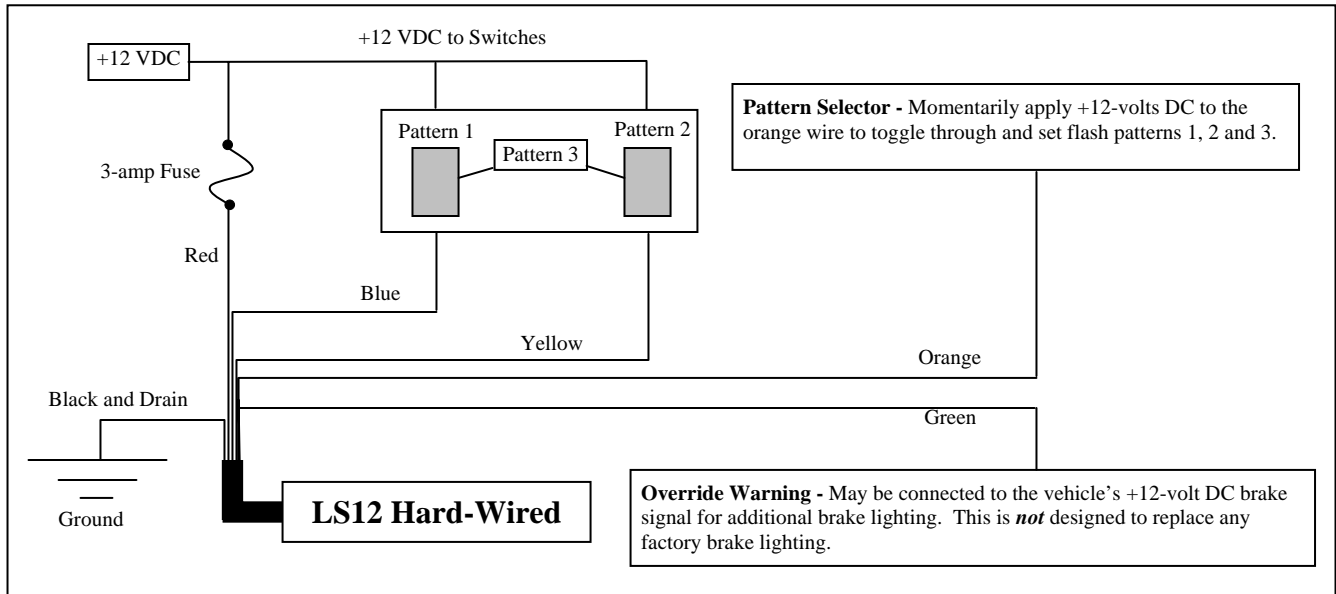 +12 VDC to Switches
+12 VDC
Pattern Selector - Momentarily apply +12-volts DC to the
orange wire to toggle through and set flash patterns 1, 2 and 3.
Pattern 1
Pattern 2
Pattern 3
3-amp Fuse
Red
Blue
Yellow
Orange
Black and Drain
Green
Override Warning - May be connected to the vehicle's +12-volt DC brake
signal for additional brake lighting. This is not designed to replace any
factory brake lighting.
LS12 Hard-Wired
Ground